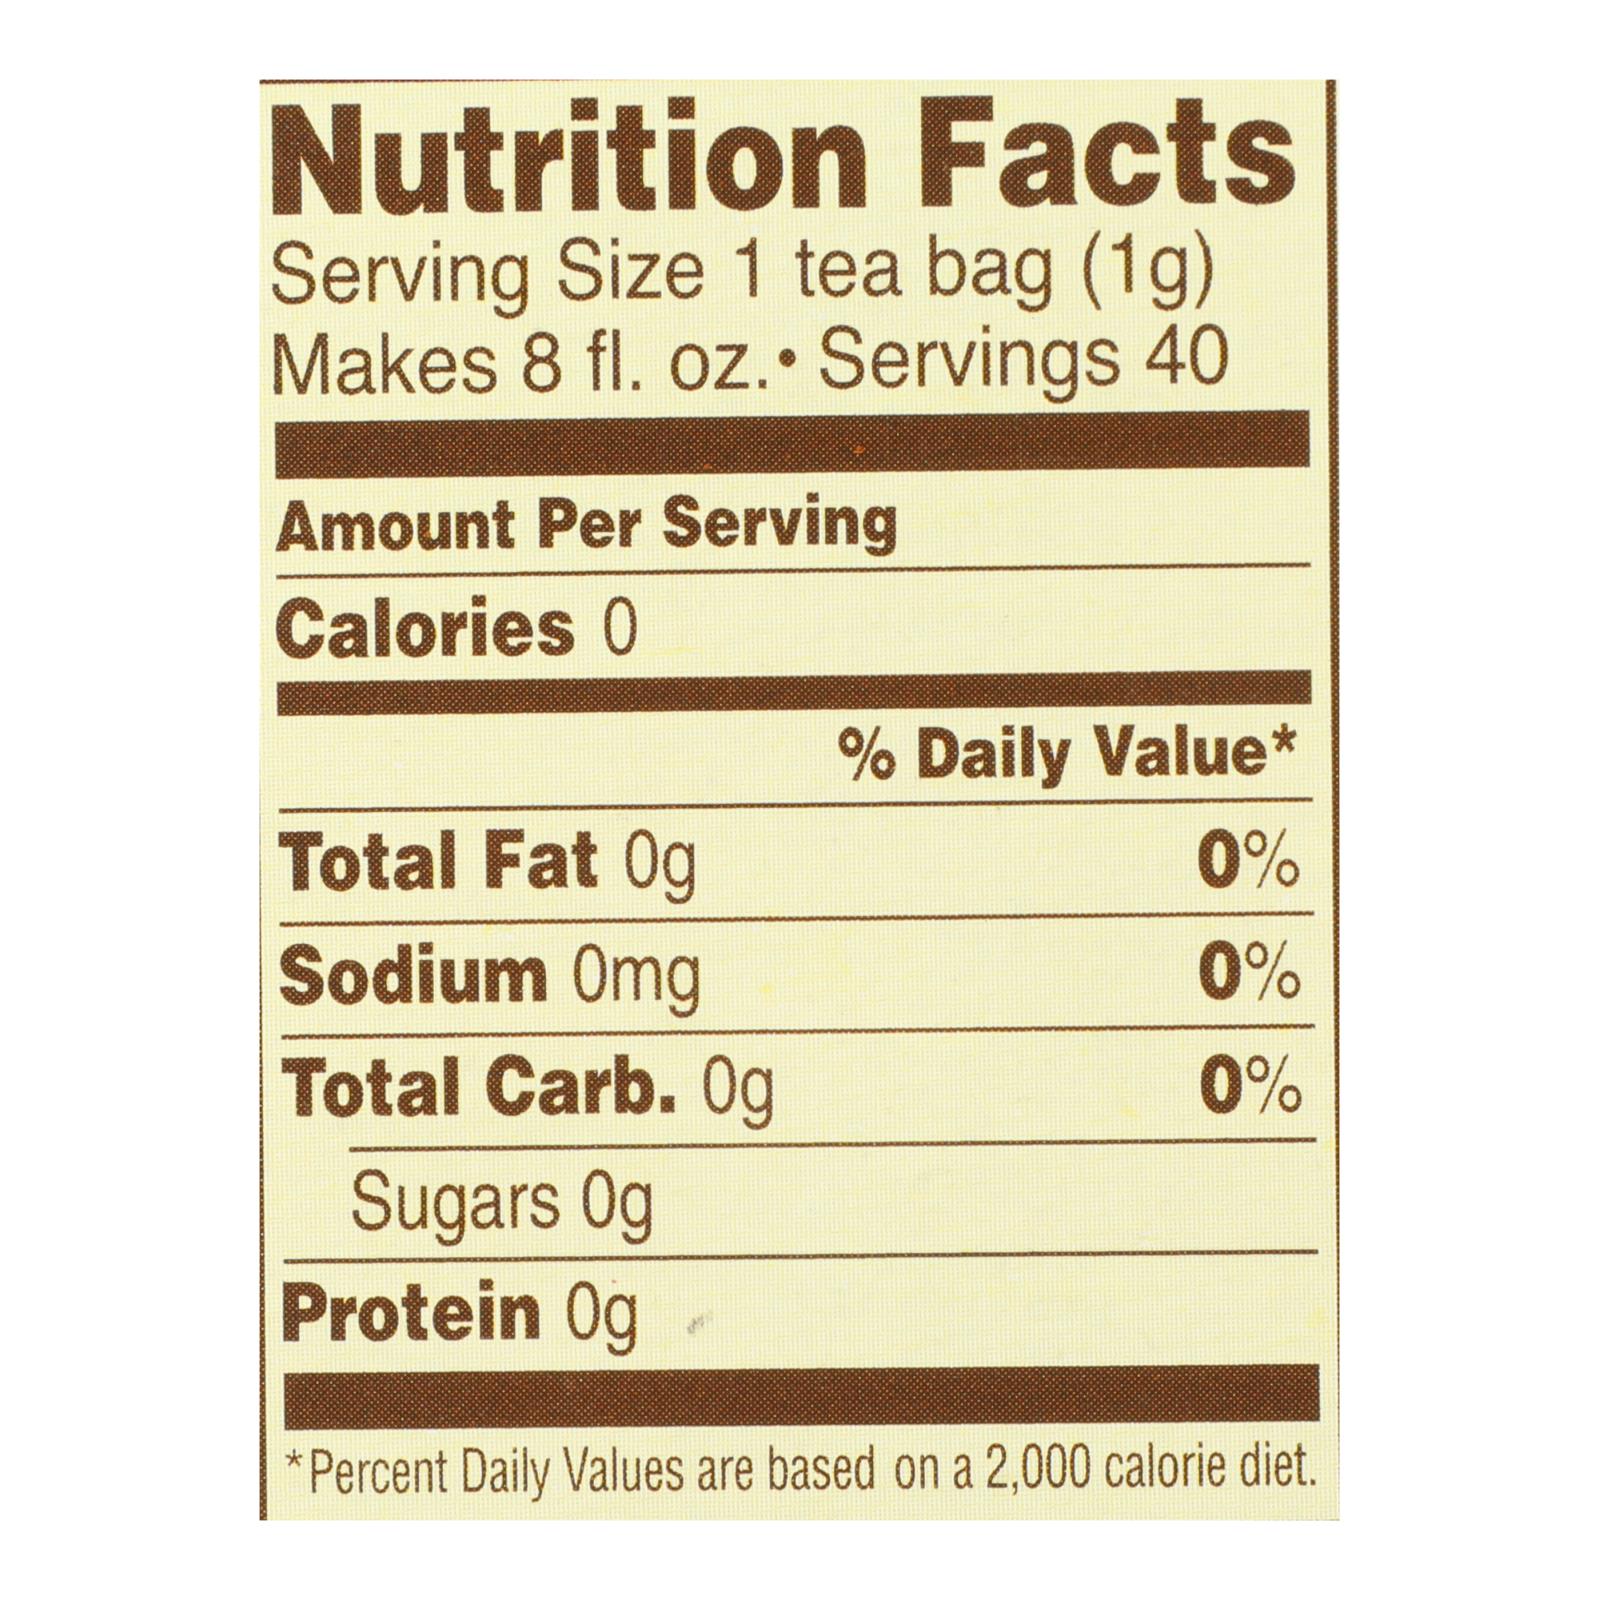 Nutrition Facts
Serving Size 1 tea bag (1g)
Makes 8 fl. oz.• Servings 40
Amount Per Serving
Calories 0
% Daily Value*
Total Fat 0g 0%
Sodium 0mg 0%
Total Carb. 0g 0%
Sugars 0g
Protein 0g
*Percent Daily Values are based on a 2,000 calorie diet.